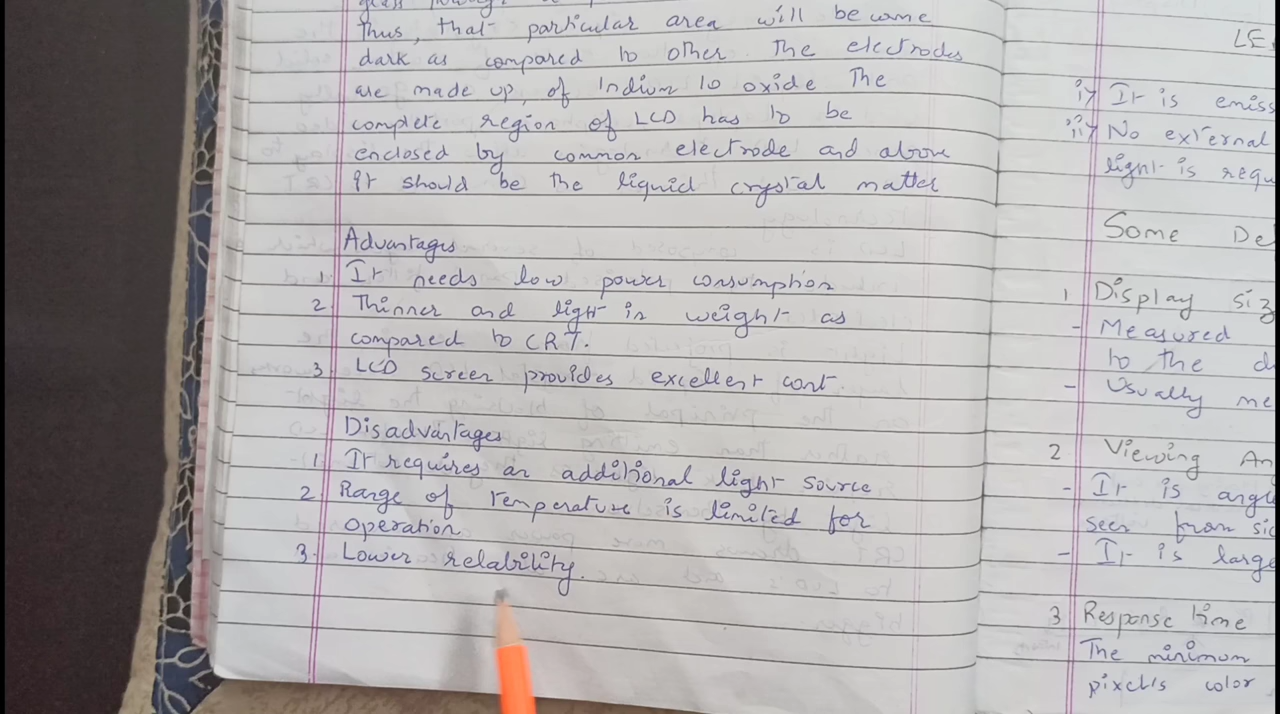 thus, that particular area will become
dark as compared to other. The electrodes
are made up, of Indium to oxide The
complete region of LCD has to be
enclosed by common electrode and above
it should be the liquid crystal matter
Advantages
1 It needs low power consumption
2 Thinner and light in weight as
compared to CRT.
3 LCD screen provides excellent cont.
Disadvantages
1 It requires an additional light source
2 Range of temperature is limited for
operation
3. Lower relability.
LE
i) It is emiss
ii) No external
light is requ
Some De
1 Display siz
- Measured
to the d
- Usually me
2 Viewing An
- It is angl
seen from si
- It is large
3 Response time
The minimum
pixels color